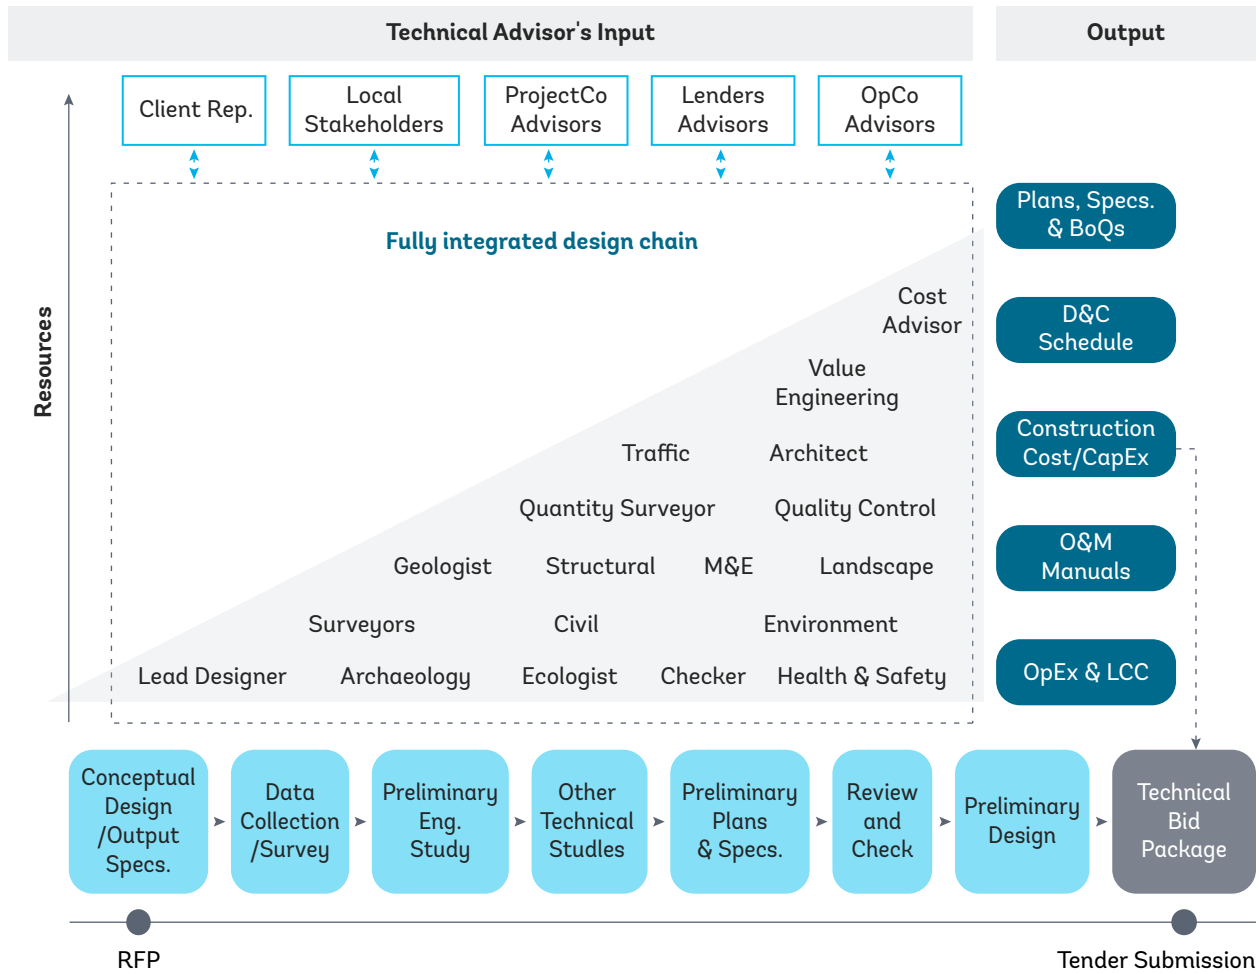 Technical Advisor's Input
Output
Client Rep.
Local
Stakeholders
ProjectCo
Advisors
Lenders
Advisors
OpCo
Advisors
Resources
Fully integrated design chain
Cost
Advisor
Value
Engineering
Traffic
Architect
Quantity Surveyor
Quality Control
Geologist
Structural
M&E
Landscape
Surveyors
Civil
Environment
Lead Designer
Archaeology
Ecologist
Checker
Health & Safety
Plans, Specs.
& BoQs
D&C
Schedule
Construction
Cost/CapEx
O&M
Manuals
OpEx & LCC
Conceptual
Design
/Output
Specs.
Data
Collection
/Survey
Preliminary
Eng.
Study
Other
Technical
Studles
Preliminary
Plans
& Specs.
Review
and
Check
Preliminary
Design
Technical
Bid
Package
RFP
Tender Submission